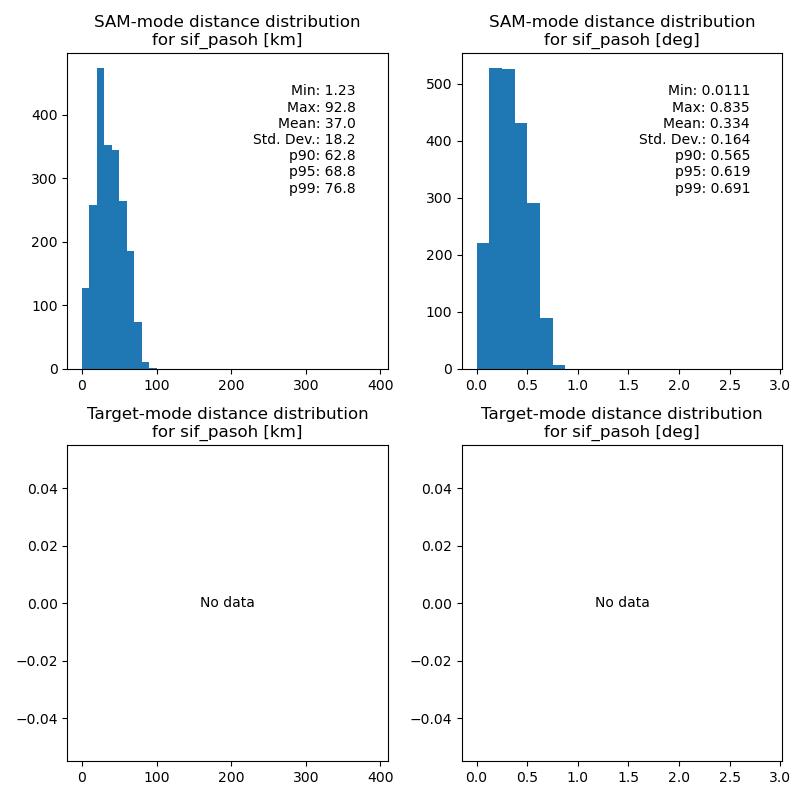 SAM-mode distance distribution
for sif_pasoh [km]
Min: 1.23
Max: 92.8
Mean: 37.0
Std. Dev.: 18.2
p90: 62.8
p95: 68.8
p99: 76.8
400
300
200
100
0
0 100 200 300 400
SAM-mode distance distribution
for sif_pasoh [deg]
Min: 0.0111
Max: 0.835
Mean: 0.334
Std. Dev.: 0.164
p90: 0.565
p95: 0.619
p99: 0.691
500
400
300
200
100
0
0.0 0.5 1.0 1.5 2.0 2.5 3.0
Target-mode distance distribution
for sif_pasoh [km]
0.04
0.02
0.00
−0.02
−0.04
No data
0 100 200 300 400
Target-mode distance distribution
for sif_pasoh [deg]
0.04
0.02
0.00
−0.02
−0.04
No data
0.0 0.5 1.0 1.5 2.0 2.5 3.0